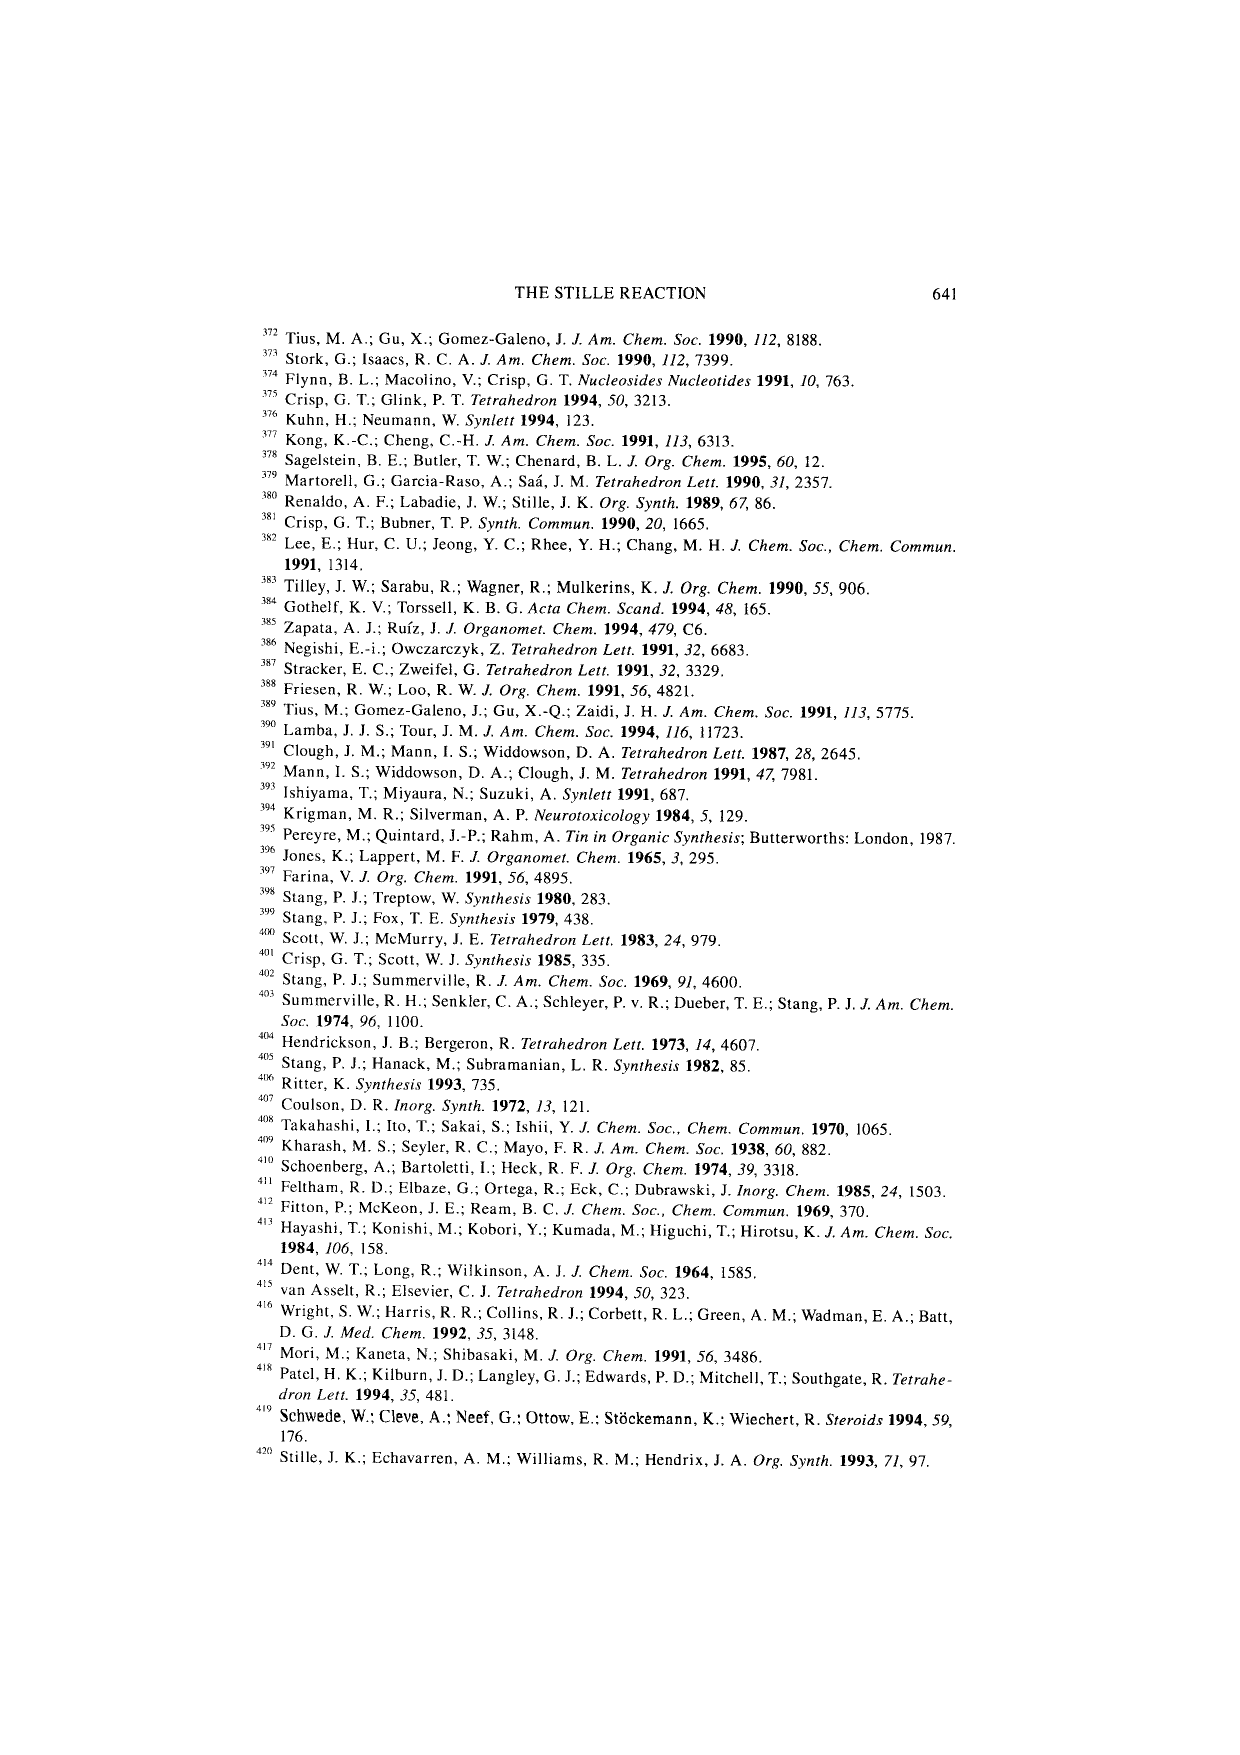 THE STILLE REACTION 641
372 Tius, M. A.; Gu, X.; Gomez-Galeno, J. J. Am. Chem. Soc. 1990, 112, 8188.
373 Stork, G.; Isaacs, R. C. A. J. Am. Chem. Soc. 1990, 112, 7399.
374 Flynn, B. L.; Macolino, V.; Crisp, G. T. Nucleosides Nucleotides 1991, 10, 763.
375 Crisp, G. T.; Glink, P. T. Tetrahedron 1994, 50, 3213.
376 Kuhn, H.; Neumann, W. Synlett 1994, 123.
377 Kong, K.-C.; Cheng, C.-H. J. Am. Chem. Soc. 1991, 113, 6313.
378 Sagelstein, B. E.; Butler, T. W.; Chenard, B. L. J. Org. Chem. 1995, 60, 12.
379 Martorell, G.; Garcia-Raso, A.; Saá, J. M. Tetrahedron Lett. 1990, 31, 2357.
380 Renaldo, A. F.; Labadie, J. W.; Stille, J. K. Org. Synth. 1989, 67, 86.
381 Crisp, G. T.; Bubner, T. P. Synth. Commun. 1990, 20, 1665.
382 Lee, E.; Hur, C. U.; Jeong, Y. C.; Rhee, Y. H.; Chang, M. H. J. Chem. Soc., Chem. Commun.
1991, 1314.
383 Tilley, J. W.; Sarabu, R.; Wagner, R.; Mulkerins, K. J. Org. Chem. 1990, 55, 906.
384 Gothelf, K. V.; Torssell, K. B. G. Acta Chem. Scand. 1994, 48, 165.
385 Zapata, A. J.; Ruíz, J. J. Organomet. Chem. 1994, 479, C6.
386 Negishi, E.-i.; Owczarczyk, Z. Tetrahedron Lett. 1991, 32, 6683.
387 Stracker, E. C.; Zweifel, G. Tetrahedron Lett. 1991, 32, 3329.
388 Friesen, R. W.; Loo, R. W. J. Org. Chem. 1991, 56, 4821.
389 Tius, M.; Gomez-Galeno, J.; Gu, X.-Q.; Zaidi, J. H. J. Am. Chem. Soc. 1991, 113, 5775.
390 Lamba, J. J. S.; Tour, J. M. J. Am. Chem. Soc. 1994, 116, 11723.
391 Clough, J. M.; Mann, I. S.; Widdowson, D. A. Tetrahedron Lett. 1987, 28, 2645.
392 Mann, I. S.; Widdowson, D. A.; Clough, J. M. Tetrahedron 1991, 47, 7981.
393 Ishiyama, T.; Miyaura, N.; Suzuki, A. Synlett 1991, 687.
394 Krigman, M. R.; Silverman, A. P. Neurotoxicology 1984, 5, 129.
395 Pereyre, M.; Quintard, J.-P.; Rahm, A. Tin in Organic Synthesis; Butterworths: London, 1987.
396 Jones, K.; Lappert, M. F. J. Organomet. Chem. 1965, 3, 295.
397 Farina, V. J. Org. Chem. 1991, 56, 4895.
398 Stang, P. J.; Treptow, W. Synthesis 1980, 283.
399 Stang, P. J.; Fox, T. E. Synthesis 1979, 438.
400 Scott, W. J.; McMurry, J. E. Tetrahedron Lett. 1983, 24, 979.
401 Crisp, G. T.; Scott, W. J. Synthesis 1985, 335.
402 Stang, P. J.; Summerville, R. J. Am. Chem. Soc. 1969, 91, 4600.
403 Summerville, R. H.; Senkler, C. A.; Schleyer, P. v. R.; Dueber, T. E.; Stang, P. J. J. Am. Chem.
Soc. 1974, 96, 1100.
404 Hendrickson, J. B.; Bergeron, R. Tetrahedron Lett. 1973, 14, 4607.
405 Stang, P. J.; Hanack, M.; Subramanian, L. R. Synthesis 1982, 85.
406 Ritter, K. Synthesis 1993, 735.
407 Coulson, D. R. Inorg. Synth. 1972, 13, 121.
408 Takahashi, I.; Ito, T.; Sakai, S.; Ishii, Y. J. Chem. Soc., Chem. Commun. 1970, 1065.
409 Kharash, M. S.; Seyler, R. C.; Mayo, F. R. J. Am. Chem. Soc. 1938, 60, 882.
410 Schoenberg, A.; Bartoletti, I.; Heck, R. F. J. Org. Chem. 1974, 39, 3318.
411 Feltham, R. D.; Elbaze, G.; Ortega, R.; Eck, C.; Dubrawski, J. Inorg. Chem. 1985, 24, 1503.
412 Fitton, P.; McKeon, J. E.; Ream, B. C. J. Chem. Soc., Chem. Commun. 1969, 370.
413 Hayashi, T.; Konishi, M.; Kobori, Y.; Kumada, M.; Higuchi, T.; Hirotsu, K. J. Am. Chem. Soc.
1984, 106, 158.
414 Dent, W. T.; Long, R.; Wilkinson, A. J. J. Chem. Soc. 1964, 1585.
415 van Asselt, R.; Elsevier, C. J. Tetrahedron 1994, 50, 323.
416 Wright, S. W.; Harris, R. R.; Collins, R. J.; Corbett, R. L.; Green, A. M.; Wadman, E. A.; Batt,
D. G. J. Med. Chem. 1992, 35, 3148.
417 Mori, M.; Kaneta, N.; Shibasaki, M. J. Org. Chem. 1991, 56, 3486.
418 Patel, H. K.; Kilburn, J. D.; Langley, G. J.; Edwards, P. D.; Mitchell, T.; Southgate, R. Tetrahe-
dron Lett. 1994, 35, 481.
419 Schwede, W.; Cleve, A.; Neef, G.; Ottow, E.; Stöckemann, K.; Wiechert, R. Steroids 1994, 59,
176.
420 Stille, J. K.; Echavarren, A. M.; Williams, R. M.; Hendrix, J. A. Org. Synth. 1993, 71, 97.